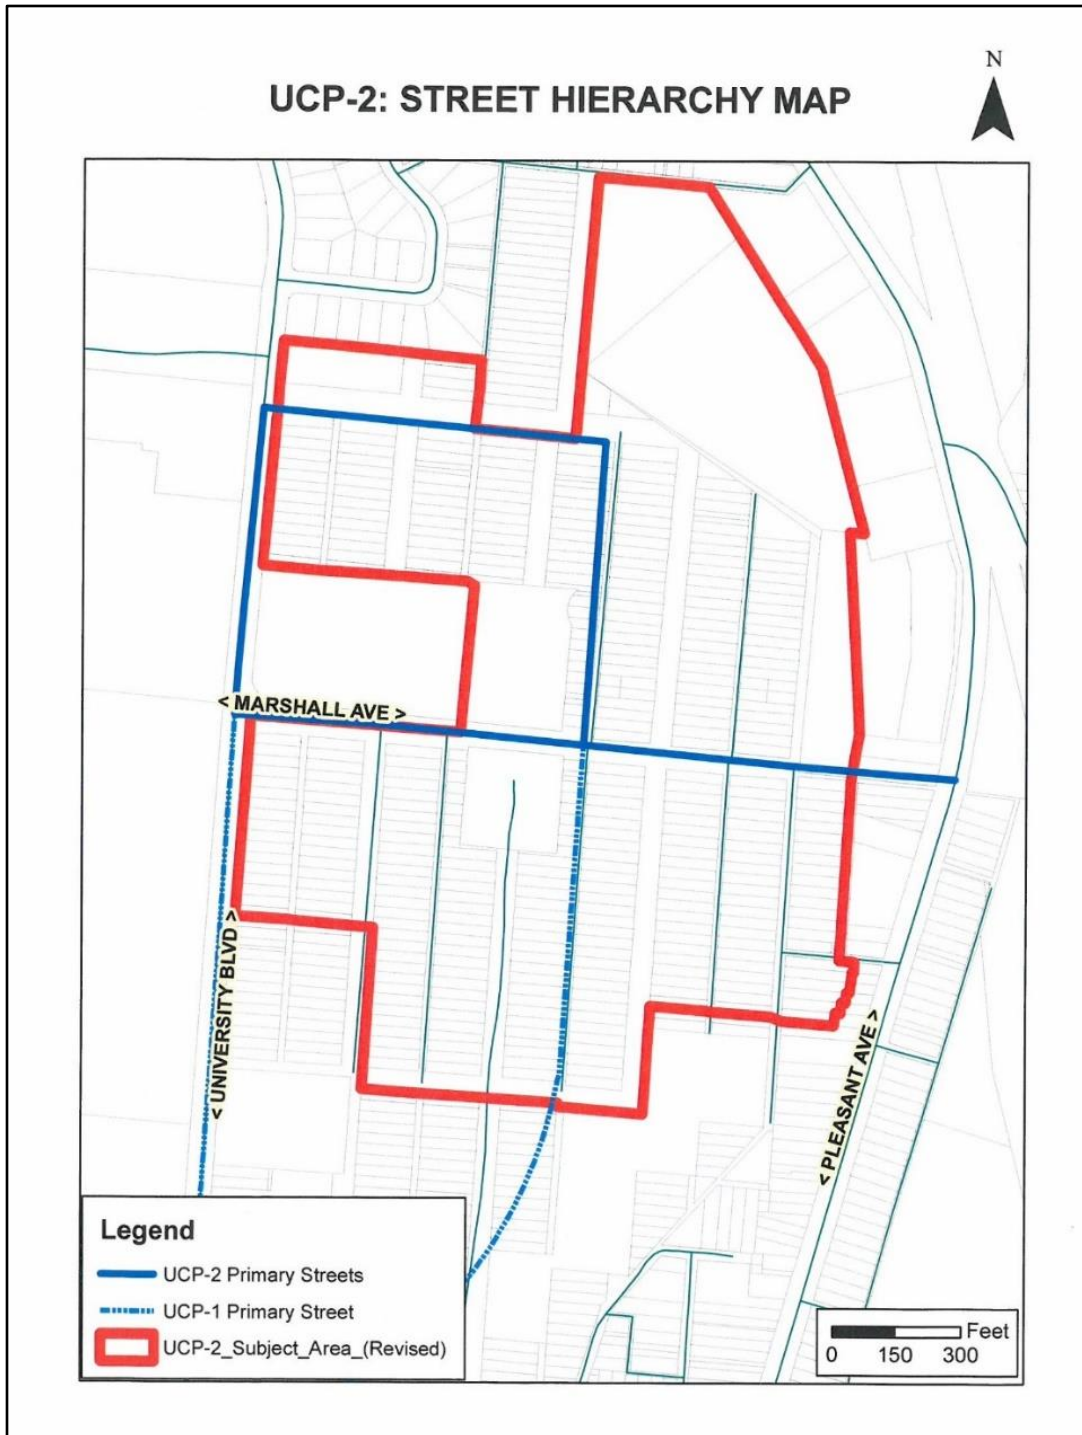 N
UCP-2: STREET HIERARCHY MAP
< MARSHALL AVE >
< UNIVERSITY BLVD >
< PLEASANT AVE >
Legend
UCP-2 Primary Streets
UCP-1 Primary Street
UCP-2_Subject_Area_(Revised)
Feet
0 150 300